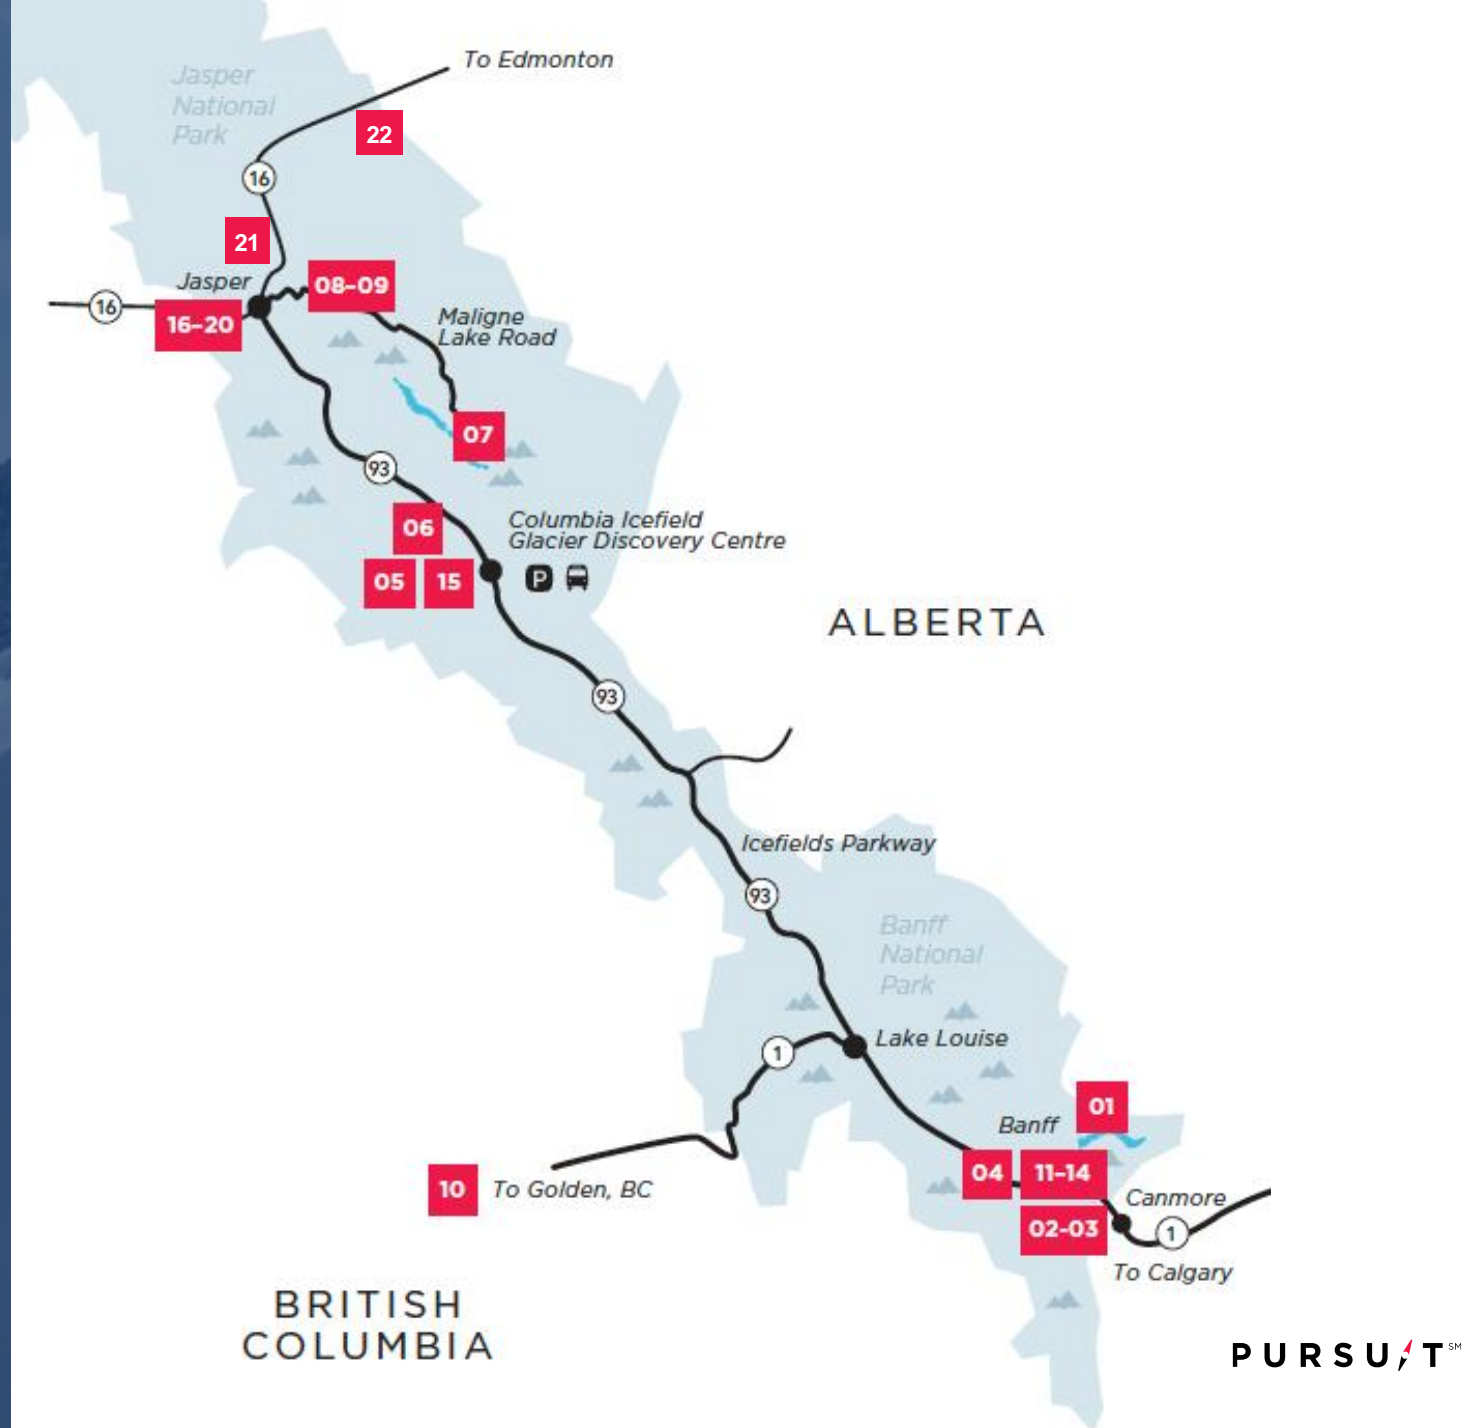 To Edmonton
Jasper
National
Park
22
16
21
Jasper
08–09
16
16–20
Maligne
Lake Road
07
93
06
Columbia Icefield
Glacier Discovery Centre
05
15
P
ALBERTA
93
Icefields Parkway
93
Banff
National
Park
Lake Louise
1
01
Banff
04
11–14
10
To Golden, BC
Canmore
02-03
1
To Calgary
BRITISH
COLUMBIA
PURSUIT SM